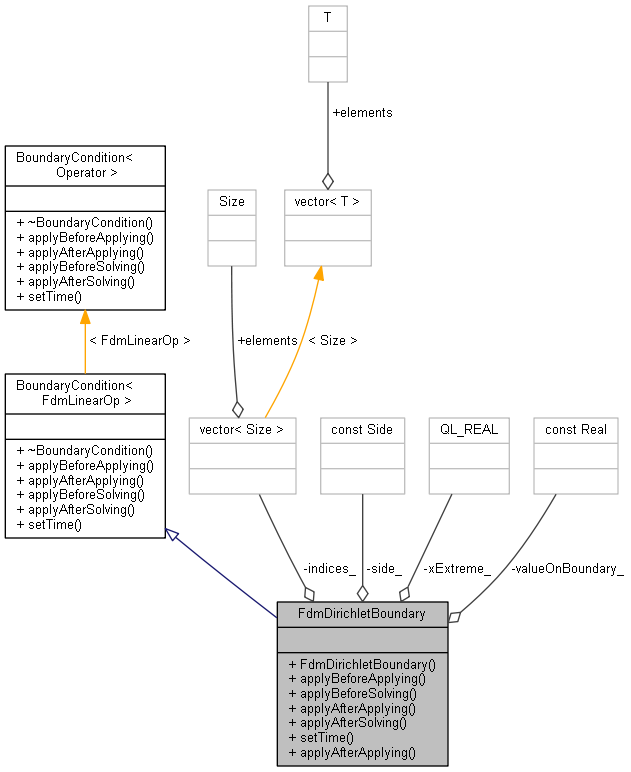 T
+elements
BoundaryCondition<
Operator >
+ ~BoundaryCondition()
+ applyBeforeApplying()
+ applyAfterApplying()
+ applyBeforeSolving()
+ applyAfterSolving()
+ setTime()
Size
vector< T >
< FdmLinearOp >
+elements
< Size >
BoundaryCondition<
FdmLinearOp >
+ ~BoundaryCondition()
+ applyBeforeApplying()
+ applyAfterApplying()
+ applyBeforeSolving()
+ applyAfterSolving()
+ setTime()
vector< Size >
const Side
QL_REAL
const Real
-indices_
-side_
-xExtreme_
-valueOnBoundary_
FdmDirichletBoundary
+ FdmDirichletBoundary()
+ applyBeforeApplying()
+ applyBeforeSolving()
+ applyAfterApplying()
+ applyAfterSolving()
+ setTime()
+ applyAfterApplying()